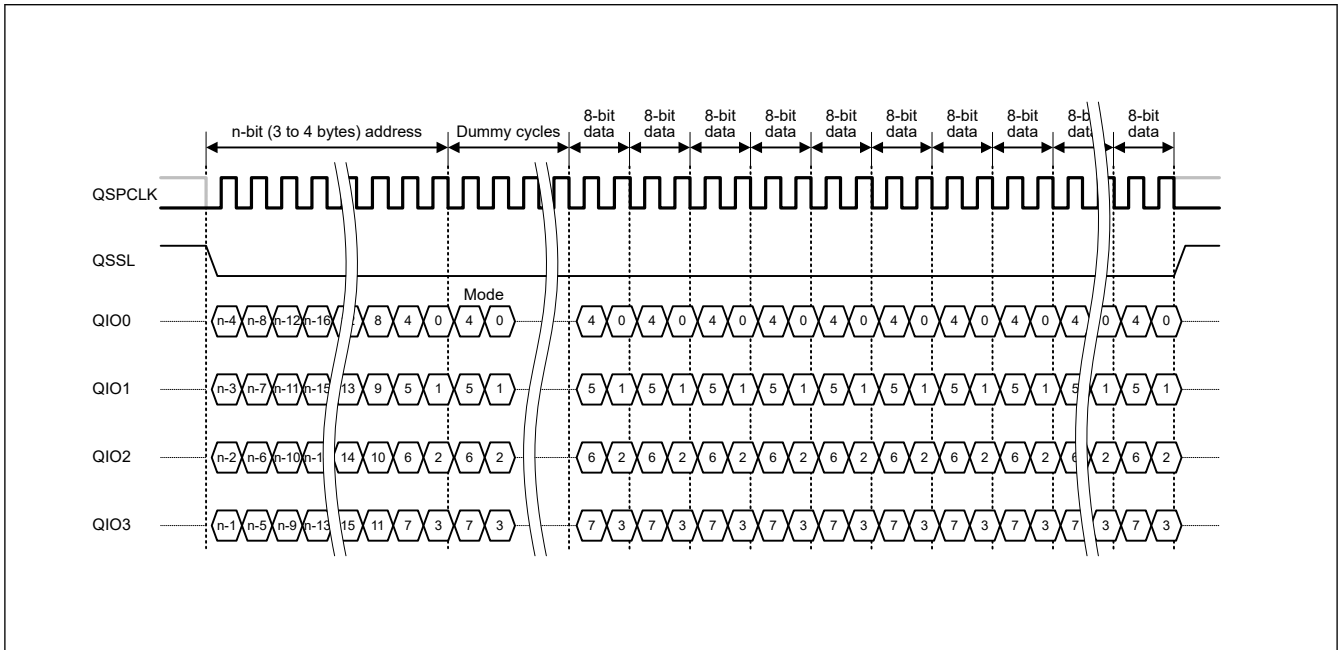 8-bit 8-bit 8-bit 8-bit 8-bit 8-bit 8-bit 8-bit 8-bit
n-bit (3 to 4 bytes) address Dummy cycles data data data data data data data data data
QSPCLK
QSSL
Mode
QIO0 n-4 n-8 n-12 n-16 8 4 0 4 0 4 0 4 0 4 0 4 0 4 0 4 0 4 0 4 0 4 0 4 0
QIO1 n-3 n-7 n-11 n-15 13 9 5 1 5 1 5 1 5 1 5 1 5 1 5 1 5 1 5 1 5 1 5 1 5 1
QIO2 n-2 n-6 n-10 14 10 6 2 6 2 6 2 6 2 6 2 6 2 6 2 6 2 6 2 6 2 6 2 6 2
QIO3 n-1 n-5 n-9 n-13 15 11 7 3 7 3 7 3 7 3 7 3 7 3 7 3 7 3 7 3 7 3 7 3 7 3